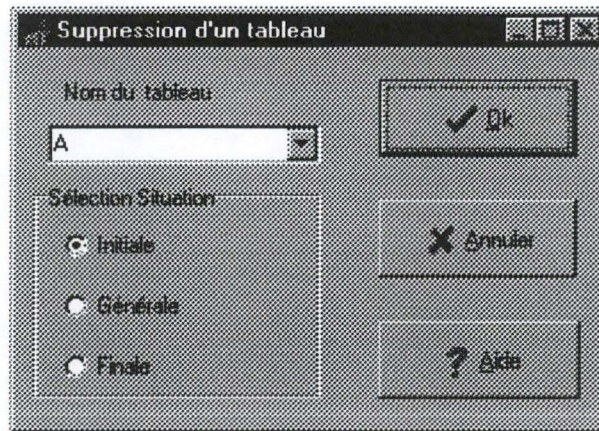 Suppression d'un tableau
Nom du tableau
A
Ok
Sélection Situation
Initiale
Annuler
Générale
Finale
Aide